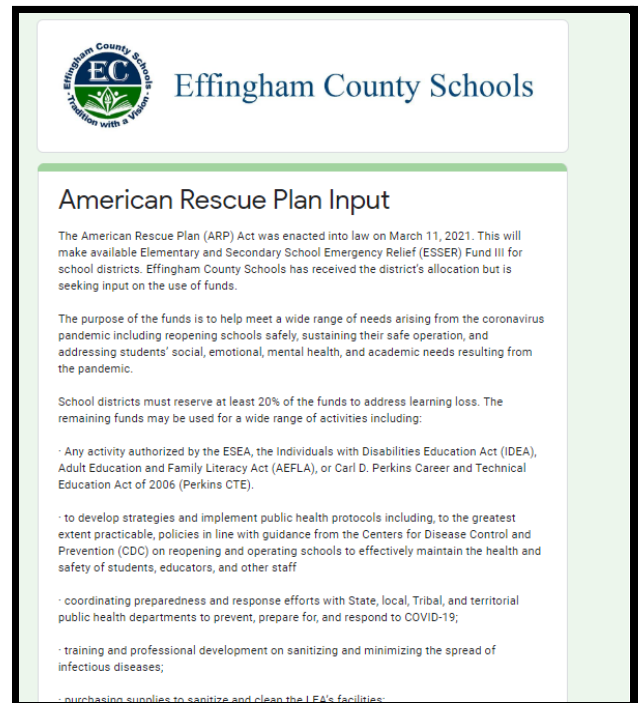 Effingham County Schools
EC
Tradition with a Vision
Effingham County Schools
American Rescue Plan Input
The American Rescue Plan (ARP) Act was enacted into law on March 11, 2021. This will
make available Elementary and Secondary School Emergency Relief (ESSER) Fund III for
school districts. Effingham County Schools has received the district's allocation but is
seeking input on the use of funds.
The purpose of the funds is to help meet a wide range of needs arising from the coronavirus
pandemic including reopening schools safely, sustaining their safe operation, and
addressing students' social, emotional, mental health, and academic needs resulting from
the pandemic.
School districts must reserve at least 20% of the funds to address learning loss. The
remaining funds may be used for a wide range of activities including:
· Any activity authorized by the ESEA, the Individuals with Disabilities Education Act (IDEA),
Adult Education and Family Literacy Act (AEFLA), or Carl D. Perkins Career and Technical
Education Act of 2006 (Perkins CTE).
· to develop strategies and implement public health protocols including, to the greatest
extent practicable, policies in line with guidance from the Centers for Disease Control and
Prevention (CDC) on reopening and operating schools to effectively maintain the health and
safety of students, educators, and other staff
· coordinating preparedness and response efforts with State, local, Tribal, and territorial
public health departments to prevent, prepare for, and respond to COVID-19;
· training and professional development on sanitizing and minimizing the spread of
infectious diseases;
· purchasing supplies to sanitize and clean the LEA's facilities;